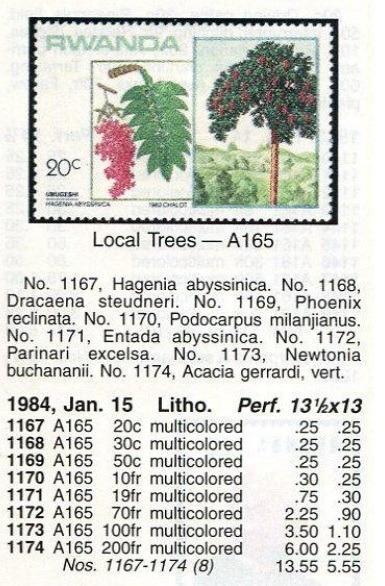 RWANDA
20c
UMUGESHI
HAGENIA ABYSSINICA 1982 CHALOT
Local Trees — A165
No. 1167, Hagenia abyssinica. No. 1168,
Dracaena steudneri. No. 1169, Phoenix
reclinata. No. 1170, Podocarpus milanjianus.
No. 1171, Entada abyssinica. No. 1172,
Parinari excelsa. No. 1173, Newtonia
buchananii. No. 1174, Acacia gerrardi, vert.
1984, Jan. 15 Litho. Perf. 13½x13
1167 A165 20c multicolored .25 .25
1168 A165 30c multicolored .25 .25
1169 A165 50c multicolored .25 .25
1170 A165 10fr multicolored .30 .25
1171 A165 19fr multicolored .75 .30
1172 A165 70fr multicolored 2.25 .90
1173 A165 100fr multicolored 3.50 1.10
1174 A165 200fr multicolored 6.00 2.25
Nos. 1167-1174 (8) 13.55 5.55